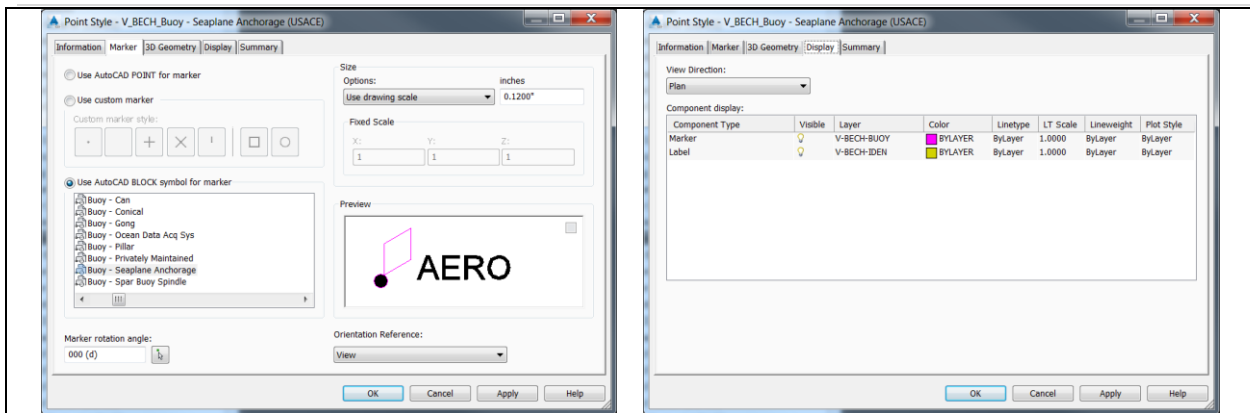 Point Style - V_BECH_Buoy - Seaplane Anchorage (USACE)
Information Marker 3D Geometry Display Summary
Use AutoCAD POINT for marker
Use custom marker
Custom marker style:
Use AutoCAD BLOCK symbol for marker
Buoy - Can
Buoy - Conical
Buoy - Gong
Buoy - Ocean Data Acq Sys
Buoy - Pillar
Buoy - Privately Maintained
Buoy - Seaplane Anchorage
Buoy - Spar Buoy Spindle
Marker rotation angle:
000 (d)
Size
Options: inches
Use drawing scale 0.1200"
Fixed Scale
X: Y: Z:
1 1 1
Preview
AERO
Orientation Reference:
View
OK Cancel Apply Help
Point Style - V_BECH_Buoy - Seaplane Anchorage (USACE)
Information Marker 3D Geometry Display Summary
View Direction:
Plan
Component display:
Component Type Visible Layer Color Linetype LT Scale Lineweight Plot Style
Marker V-BECH-BUOY BYLAYER ByLayer 1.0000 ByLayer ByLayer
Label V-BECH-IDEN BYLAYER ByLayer 1.0000 ByLayer ByLayer
OK Cancel Apply Help